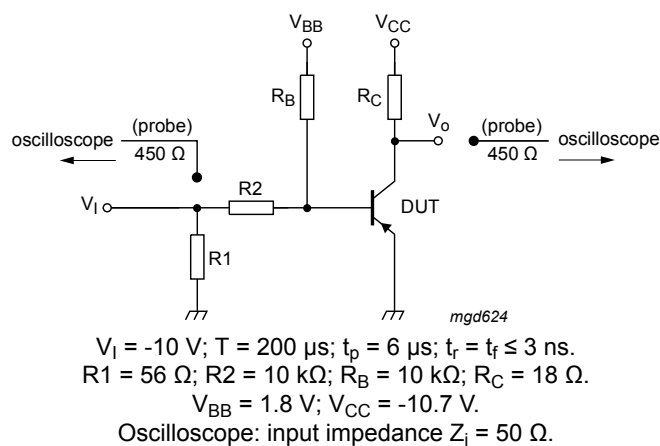 V_BB V_CC
R_B R_C
(probe) V_o (probe)
oscilloscope oscilloscope
450 Ω 450 Ω
R2
V_I DUT
R1
mgd624
V_I = -10 V; T = 200 μs; t_p = 6 μs; t_r = t_f ≤ 3 ns.
R1 = 56 Ω; R2 = 10 kΩ; R_B = 10 kΩ; R_C = 18 Ω.
V_BB = 1.8 V; V_CC = -10.7 V.
Oscilloscope: input impedance Z_i = 50 Ω.